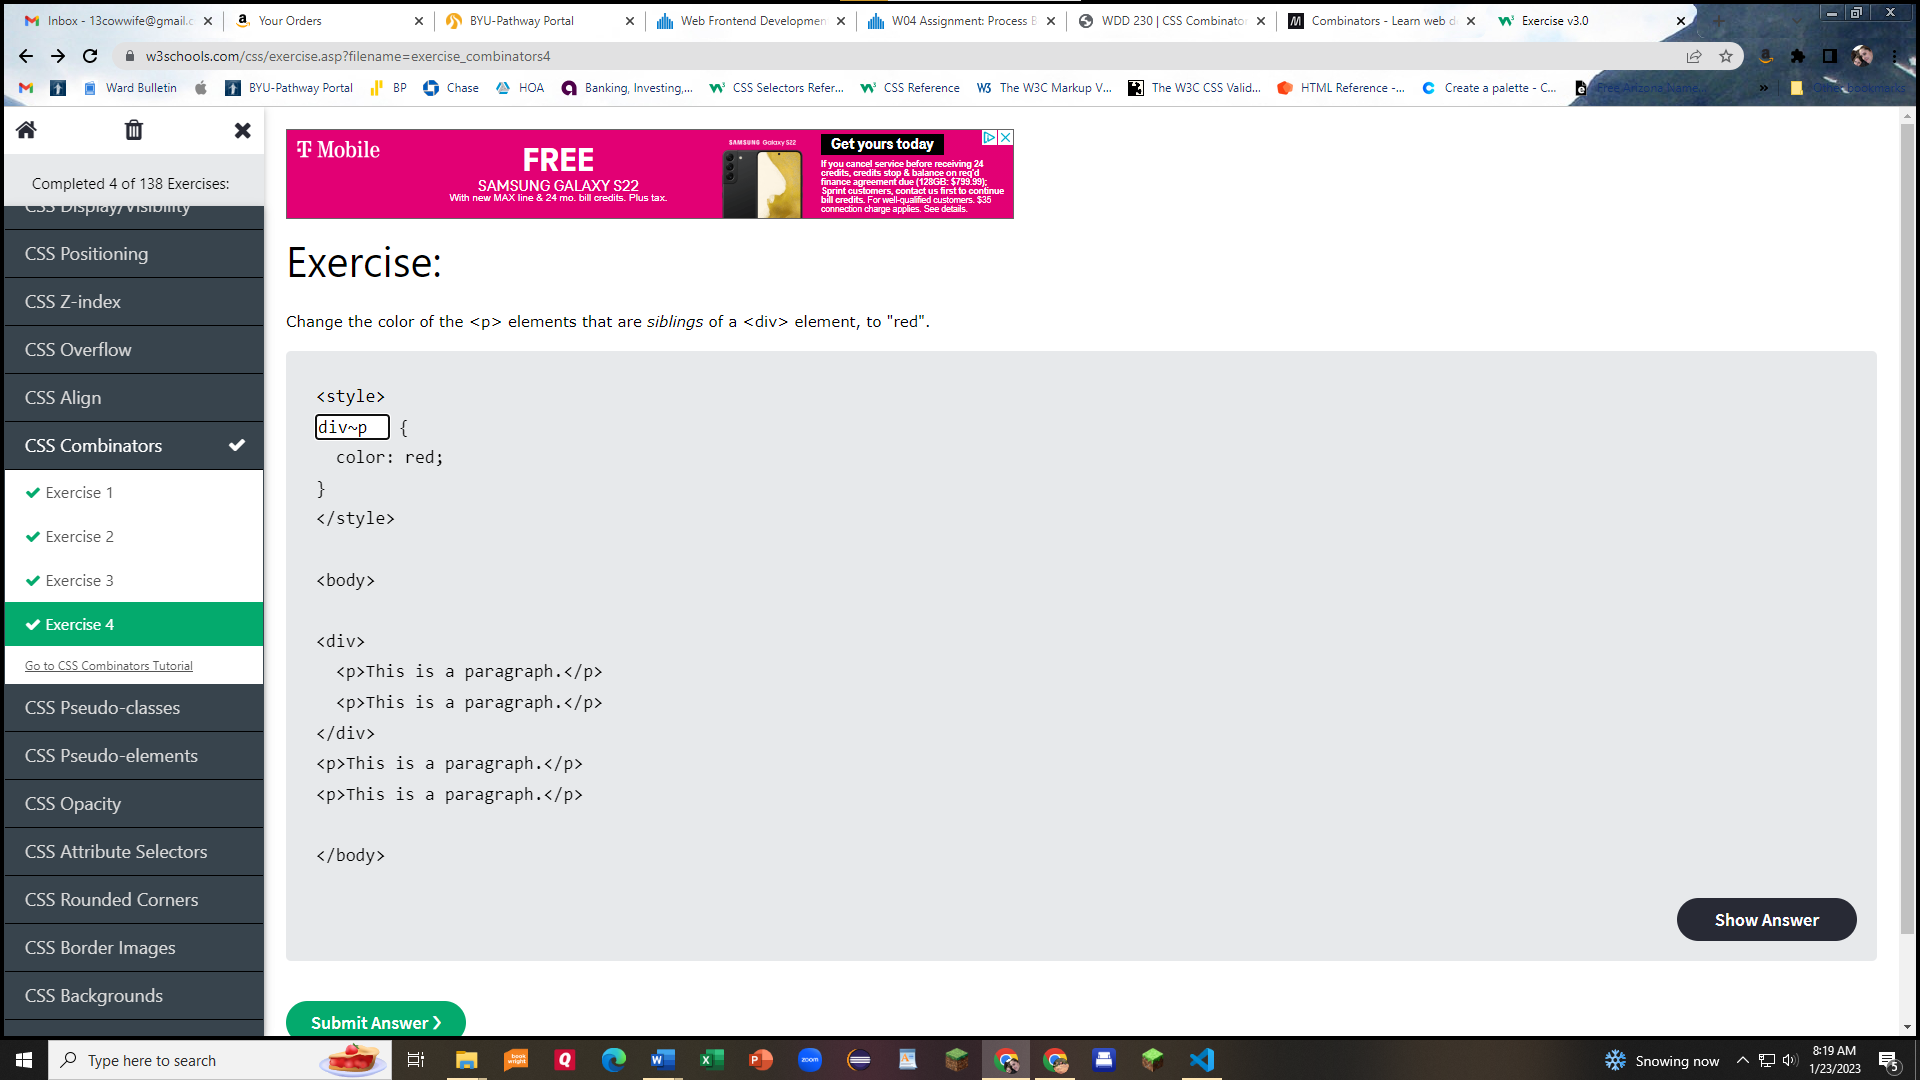 Inbox - 13cowwife@gmail.c
Your Orders
BYU-Pathway Portal
Web Frontend Developmen
W04 Assignment: Process B
WDD 230 | CSS Combinator
Combinators - Learn web d
Exercise v3.0
w3schools.com/css/exercise.asp?filename=exercise_combinators4
Ward Bulletin
BYU-Pathway Portal
BP
Chase
HOA
Banking, Investing,...
CSS Selectors Refer...
CSS Reference
The W3C Markup V...
The W3C CSS Valid...
HTML Reference -...
Create a palette - C...
Free Arizona Name...
Other bookmarks
Completed 4 of 138 Exercises:
CSS Display/Visibility
CSS Positioning
CSS Z-index
CSS Overflow
CSS Align
CSS Combinators
Exercise 1
Exercise 2
Exercise 3
Exercise 4
Go to CSS Combinators Tutorial
CSS Pseudo-classes
CSS Pseudo-elements
CSS Opacity
CSS Attribute Selectors
CSS Rounded Corners
CSS Border Images
CSS Backgrounds
T Mobile
FREE
SAMSUNG GALAXY S22
With new MAX line & 24 mo. bill credits. Plus tax.
SAMSUNG Galaxy S22
Get yours today
If you cancel service before receiving 24
credits, credits stop & balance on req'd
finance agreement due (128GB: $799.99);
Sprint customers, contact us first to continue
bill credits. For well-qualified customers. $35
connection charge applies. See details.
Exercise:
Change the color of the <p> elements that are siblings of a <div> element, to "red".
<style>
div~p {
color: red;
}
</style>
<body>
<div>
<p>This is a paragraph.</p>
<p>This is a paragraph.</p>
</div>
<p>This is a paragraph.</p>
<p>This is a paragraph.</p>
</body>
Show Answer
Submit Answer ❯
Type here to search
Snowing now
8:19 AM
1/23/2023
5